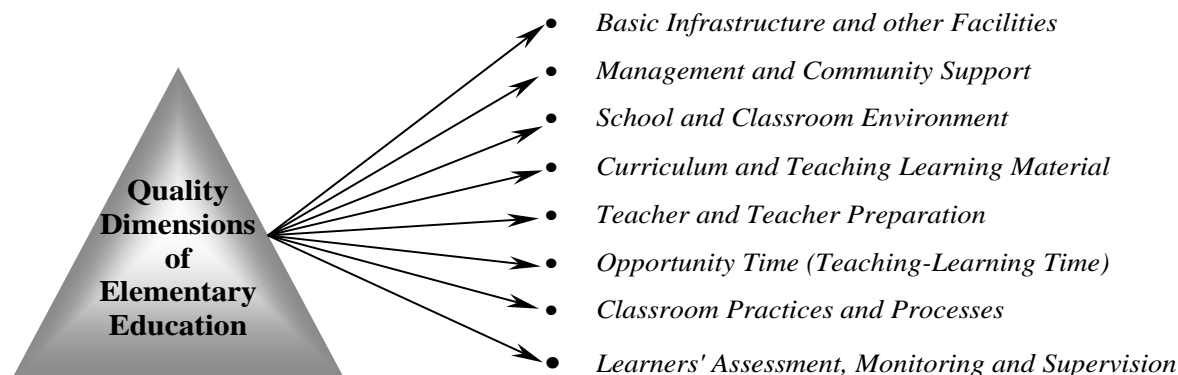 Quality
Dimensions
of
Elementary
Education
• Basic Infrastructure and other Facilities
• Management and Community Support
• School and Classroom Environment
• Curriculum and Teaching Learning Material
• Teacher and Teacher Preparation
• Opportunity Time (Teaching-Learning Time)
• Classroom Practices and Processes
• Learners' Assessment, Monitoring and Supervision